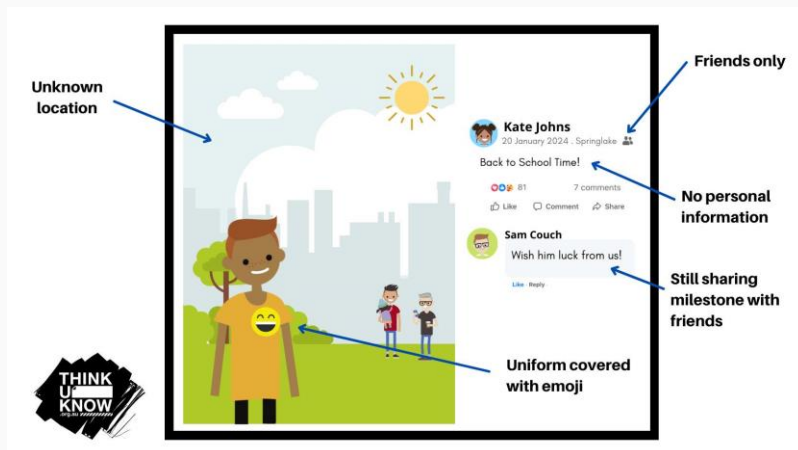 Unknown
location
Friends only
Kate Johns
20 January 2024 . Springlake
Back to School Time!
81 7 comments
Like Comment Share
No personal
information
Sam Couch
Wish him luck from us!
Like · Reply
Still sharing
milestone with
friends
Uniform covered
with emoji
THINK
U
KNOW
.org.au